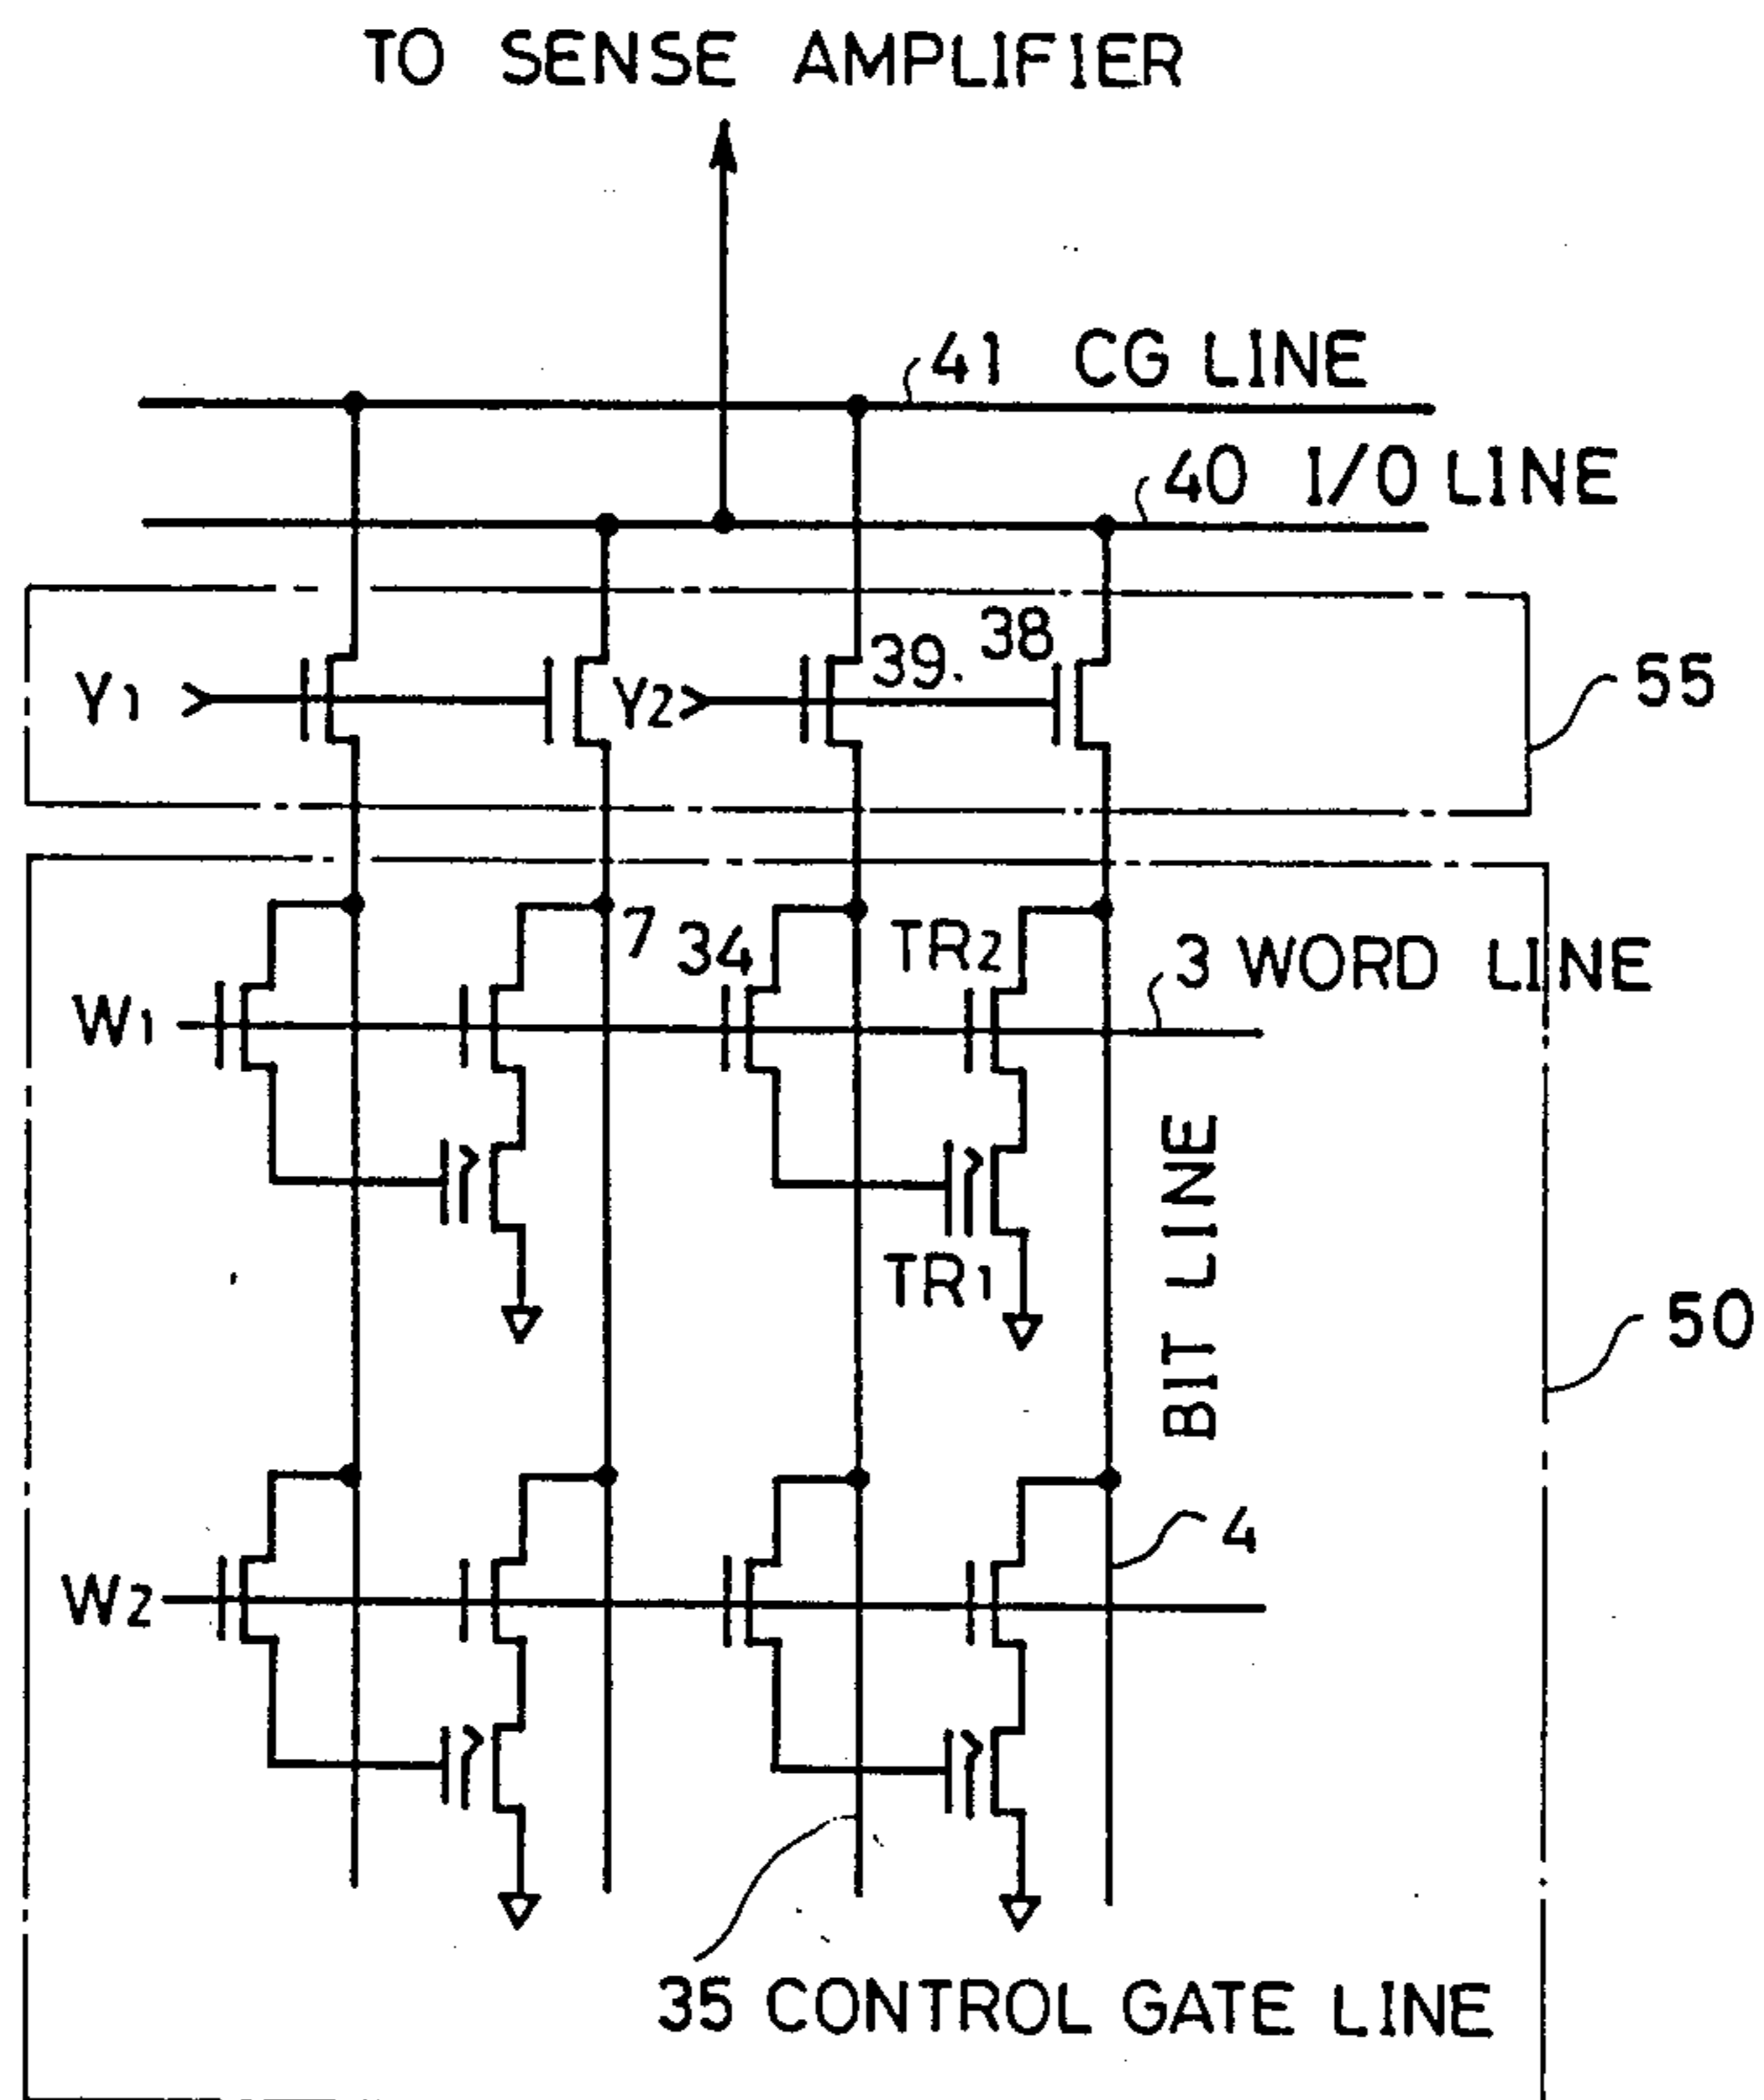 TO SENSE AMPLIFIER
41 CG LINE
40 I/O LINE
39. 38
Y1
Y2
55
7 34 TR2
3 WORD LINE
W1
BIT LINE
TR1
50
4
W2
35 CONTROL GATE LINE